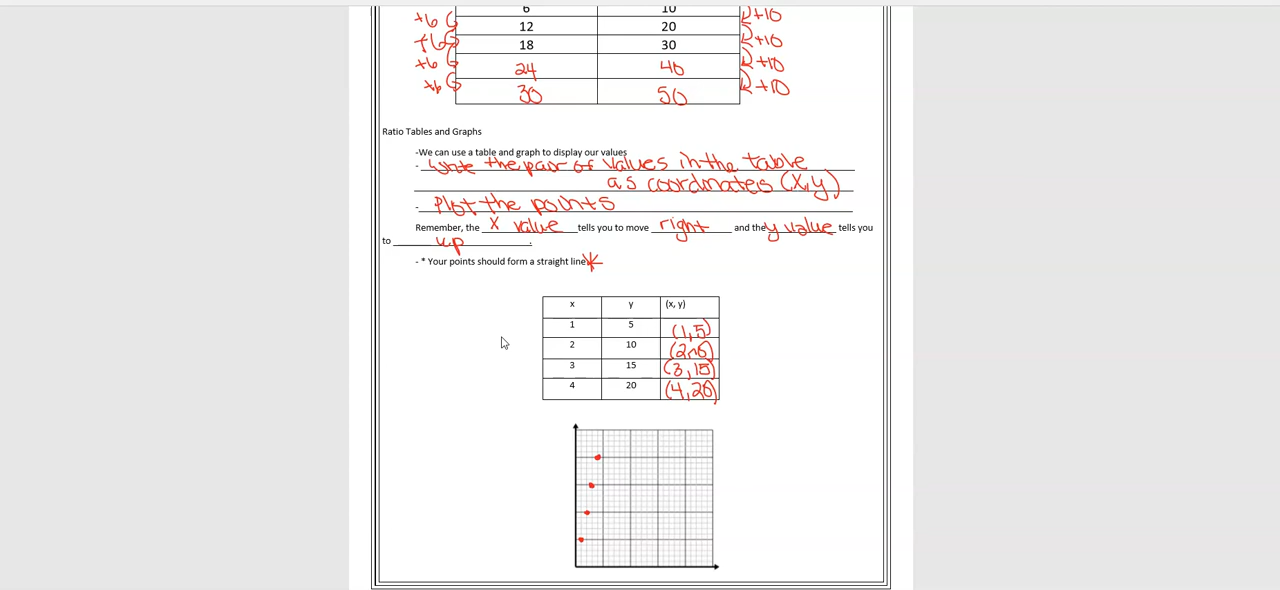 6 10
+6 +10
12 20
+6 +10
18 30
+6 24 40 +10
+6 30 50 +10
Ratio Tables and Graphs
-We can use a table and graph to display our values
- Write the pair of values in the table
as coordinates (x,y)
- Plot the points
Remember, the x value tells you to move right and the y value tells you
to up.
- * Your points should form a straight line*
x y (x, y)
1 5 (1,5)
2 10 (2,10)
3 15 (3,15)
4 20 (4,20)